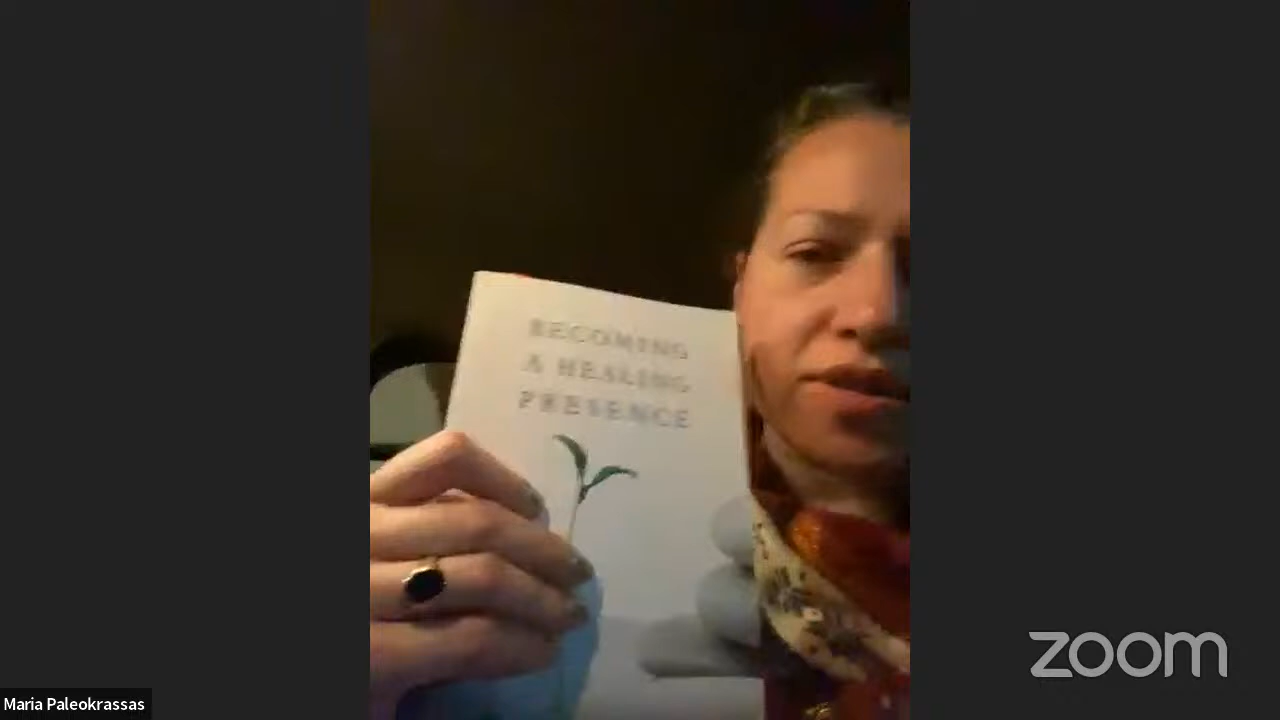 BECOMING
A HEALING
PRESENCE
zoom
Maria Paleokrassas